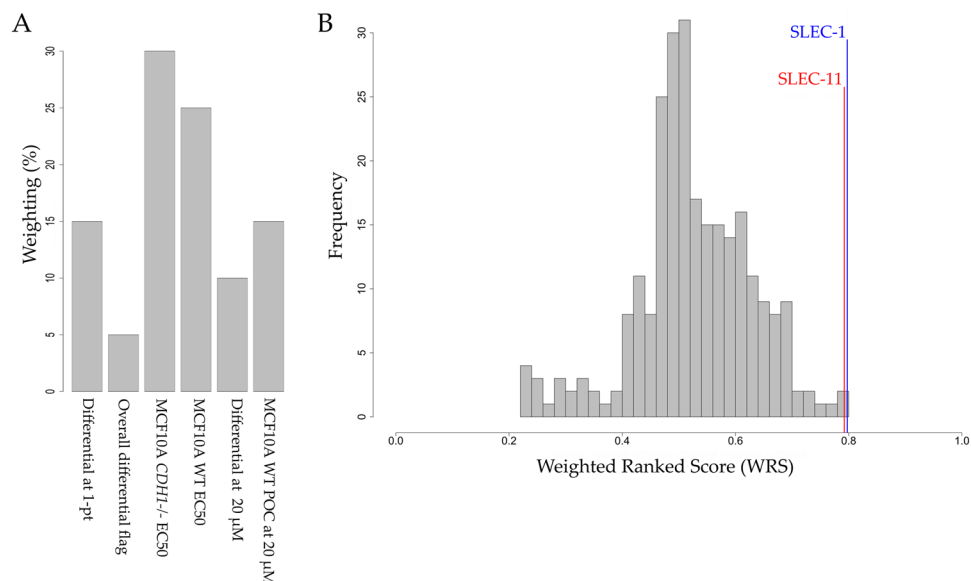 A
Weighting (%)
0
5
10
15
20
25
30
Differential at 1-pt
Overall differential flag
MCF10A CDH1-/- EC50
MCF10A WT EC50
Differential at 20 µM
MCF10A WT POC at 20 µM
B
SLEC-1
SLEC-11
Frequency
0
5
10
15
20
25
30
0.0
0.2
0.4
0.6
0.8
1.0
Weighted Ranked Score (WRS)